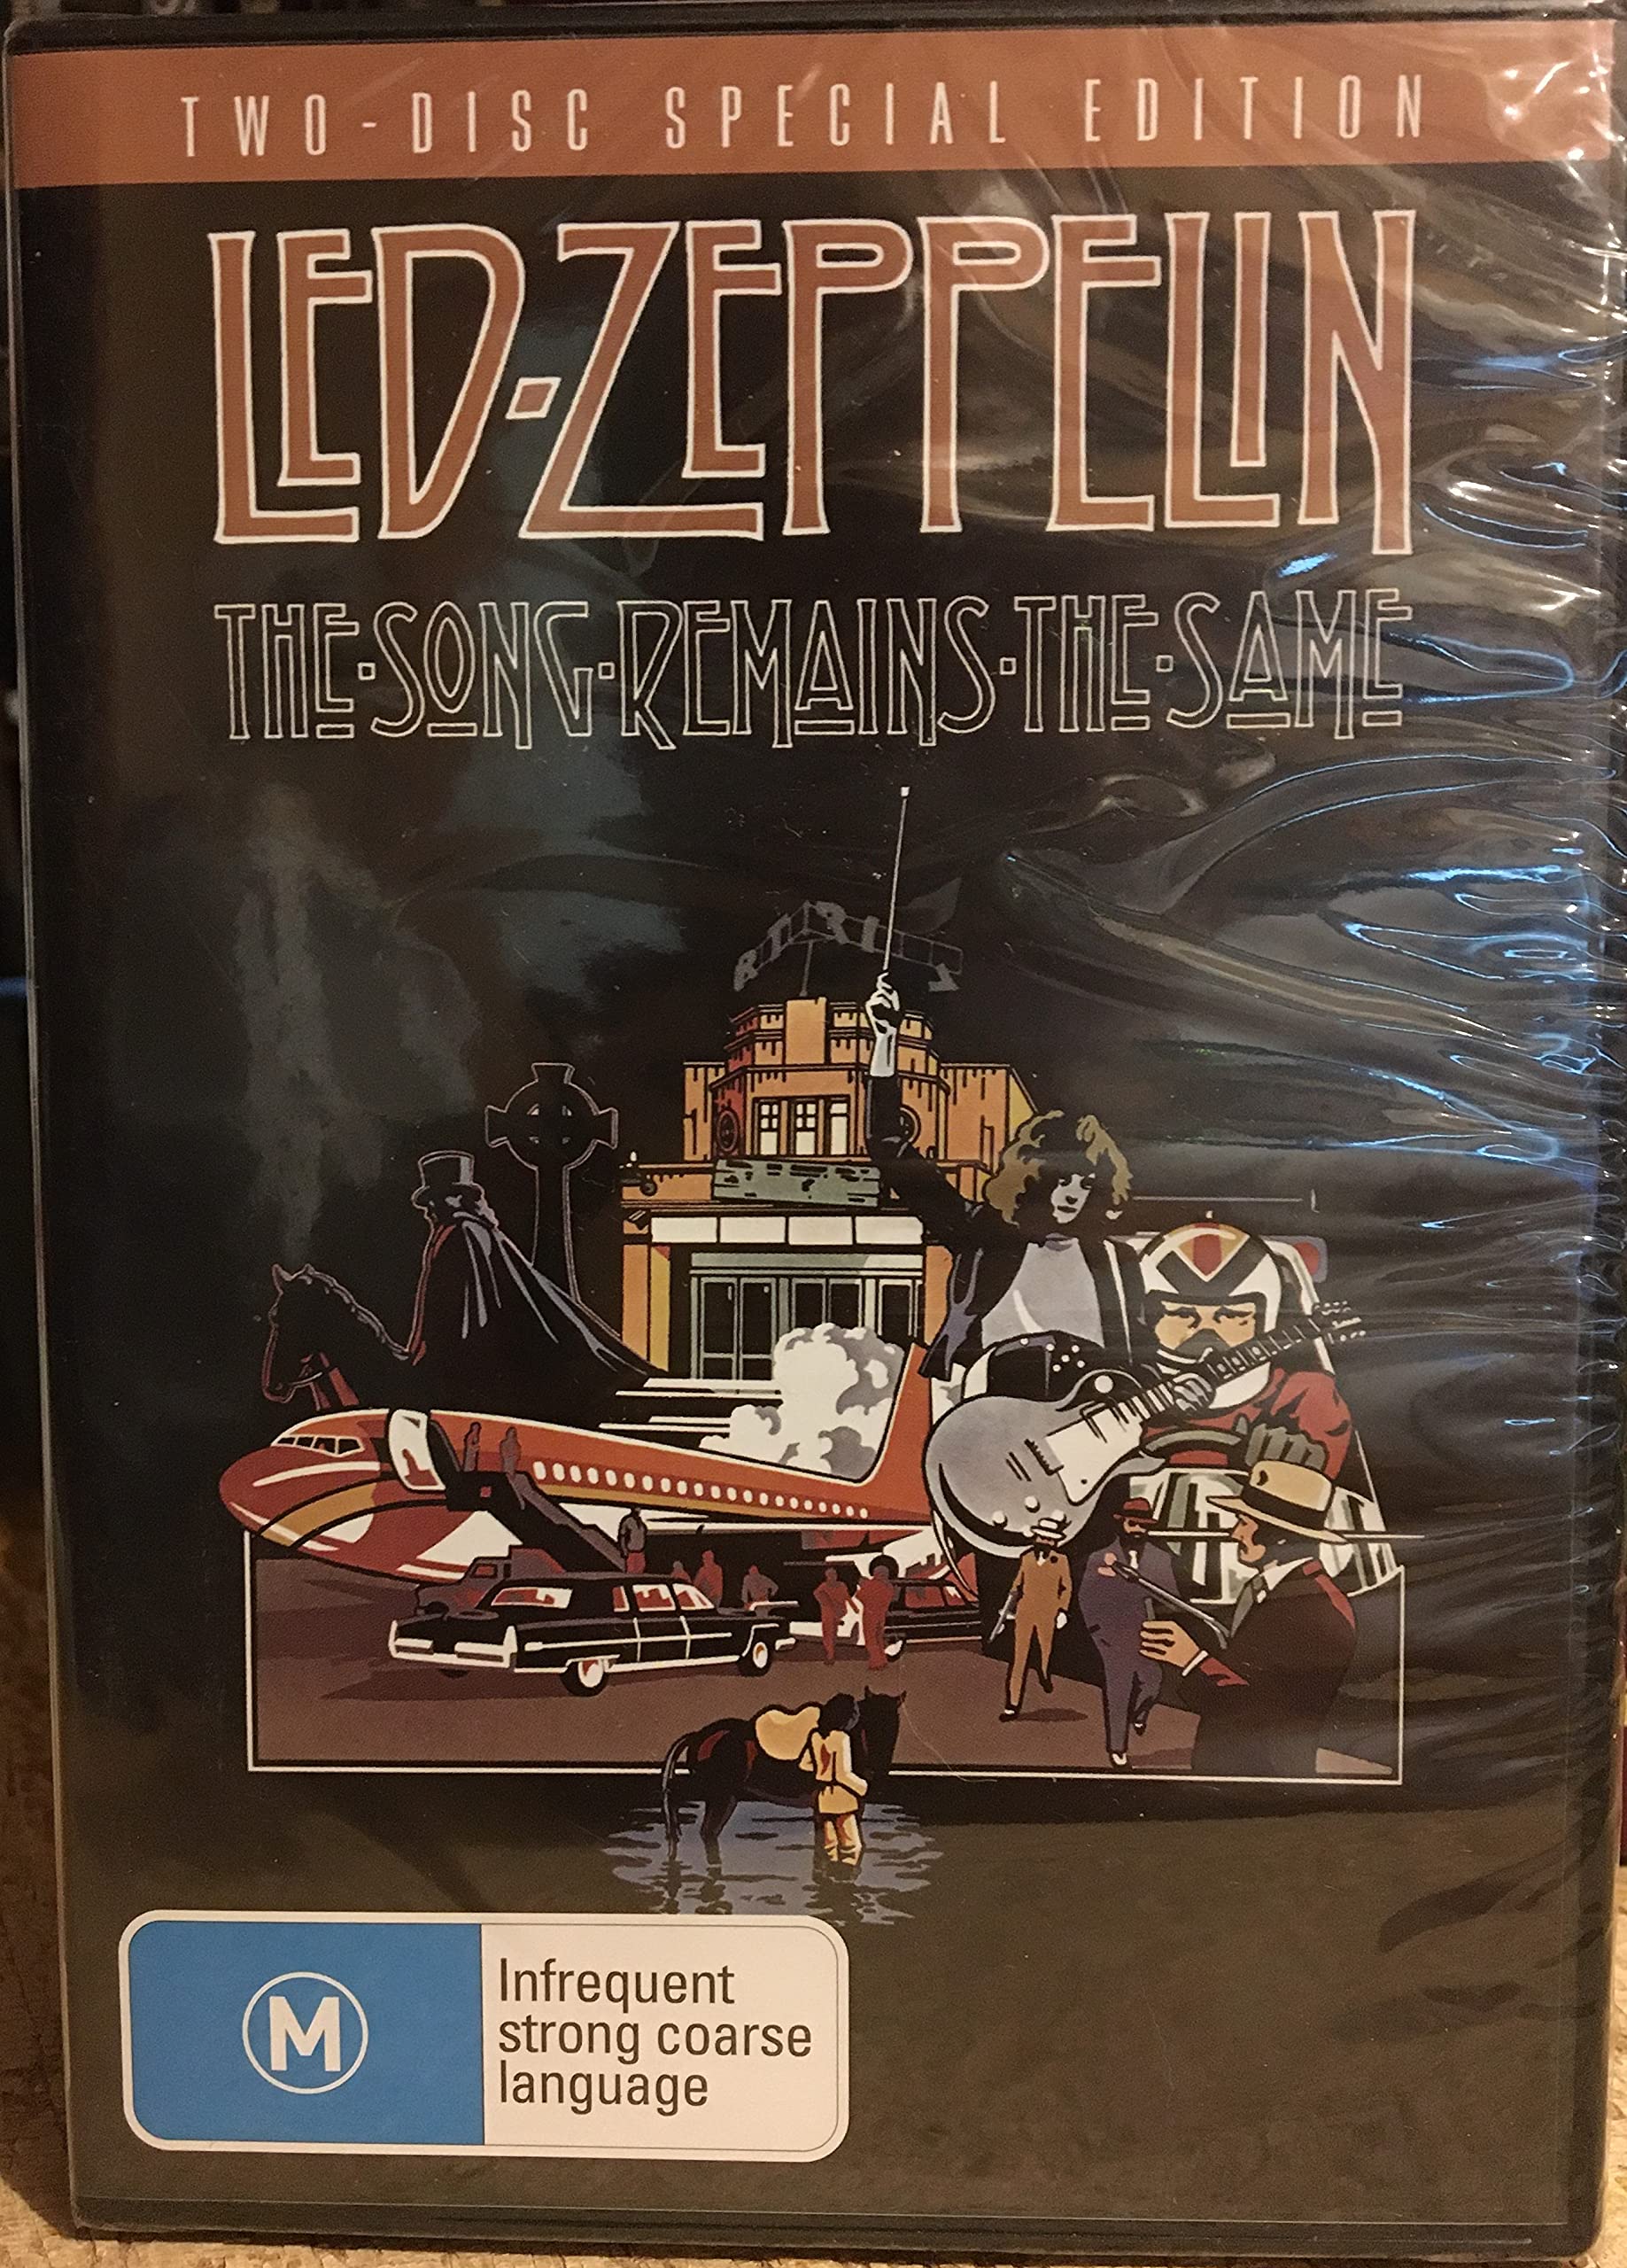 TWO-DISC SPECIAL EDITION
LED·ZEPPELIN
THE·SONG·REMAINS·THE·SAME
M
Infrequent
strong coarse
language